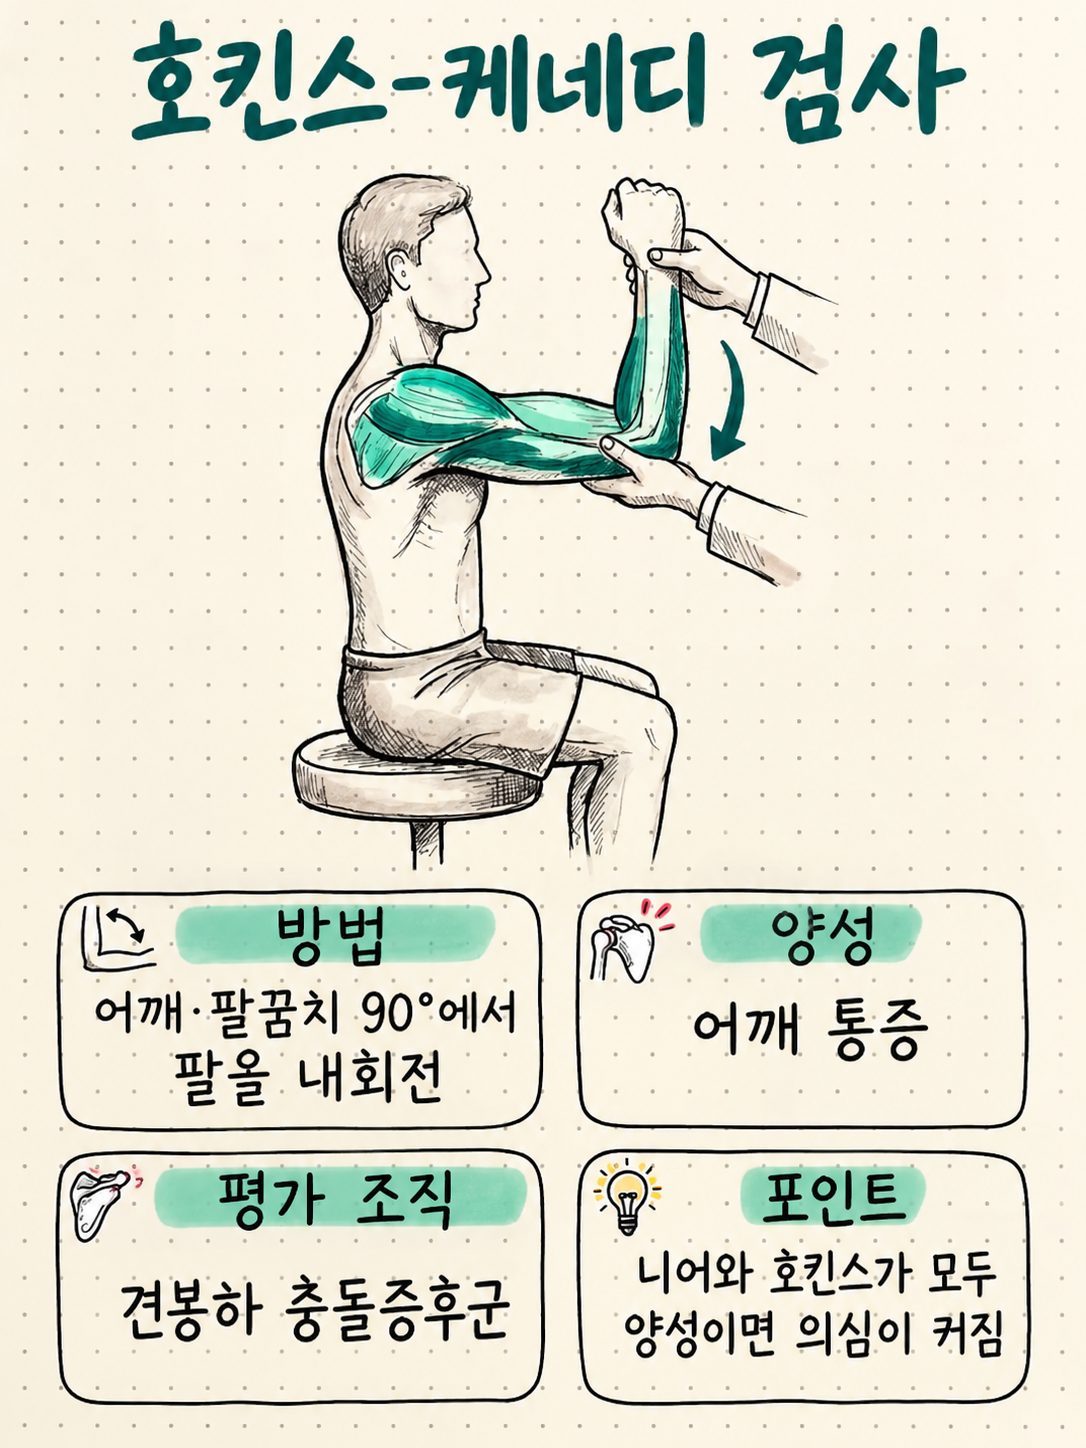 호킨스-케네디 검사
방법
어깨·팔꿈치 90°에서
팔올 내회전
양성
어깨 통증
평가 조직
견봉하 충돌증후군
포인트
니어와 호킨스가 모두
양성이면 의심이 커짐